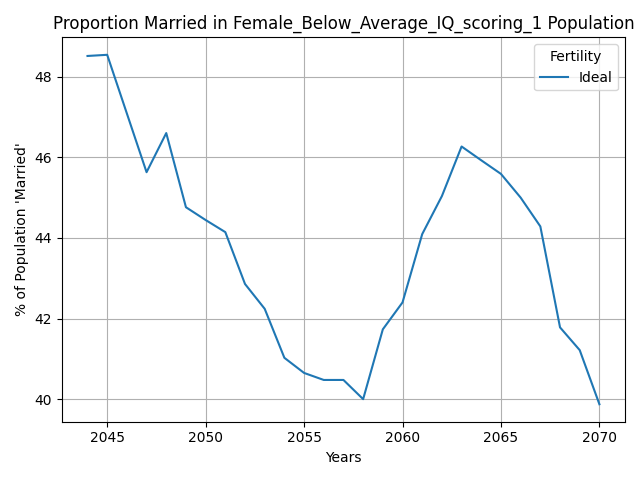 Proportion Married in Female_Below_Average_IQ_scoring_1 Population
Fertility
Ideal
% of Population 'Married'
48
46
44
42
40
2045 2050 2055 2060 2065 2070
Years